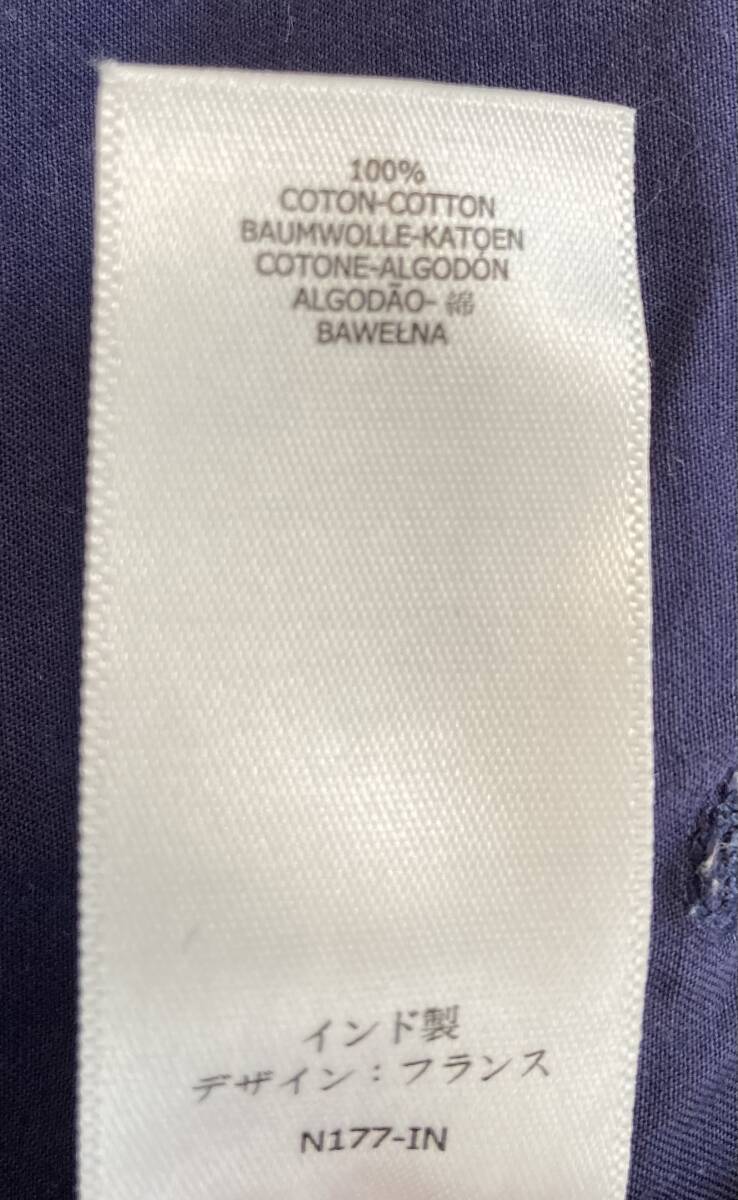 100%
COTON-COTTON
BAUMWOLLE-KATOEN
COTONE-ALGODÓN
ALGODÃO-綿
BAWEŁNA
インド製
デザイン：フランス
N177-IN